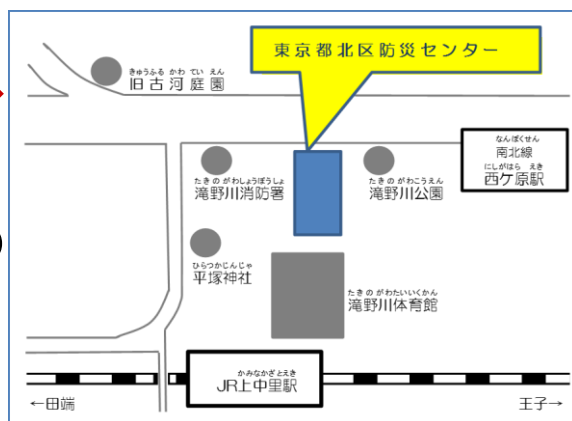 東京都北区防災センター
きゅうふる かわ てい えん
旧古河庭園
なんぼくせん
南北線
にしがはら えき
西ケ原駅
たきの がわしょうぼうしょ
滝野川消防署
たきの がわこうえん
滝野川公園
ひらつかじんじゃ
平塚神社
たきの がわたいいくかん
滝野川体育館
かみなかざとえき
JR上中里駅
←田端
王子→